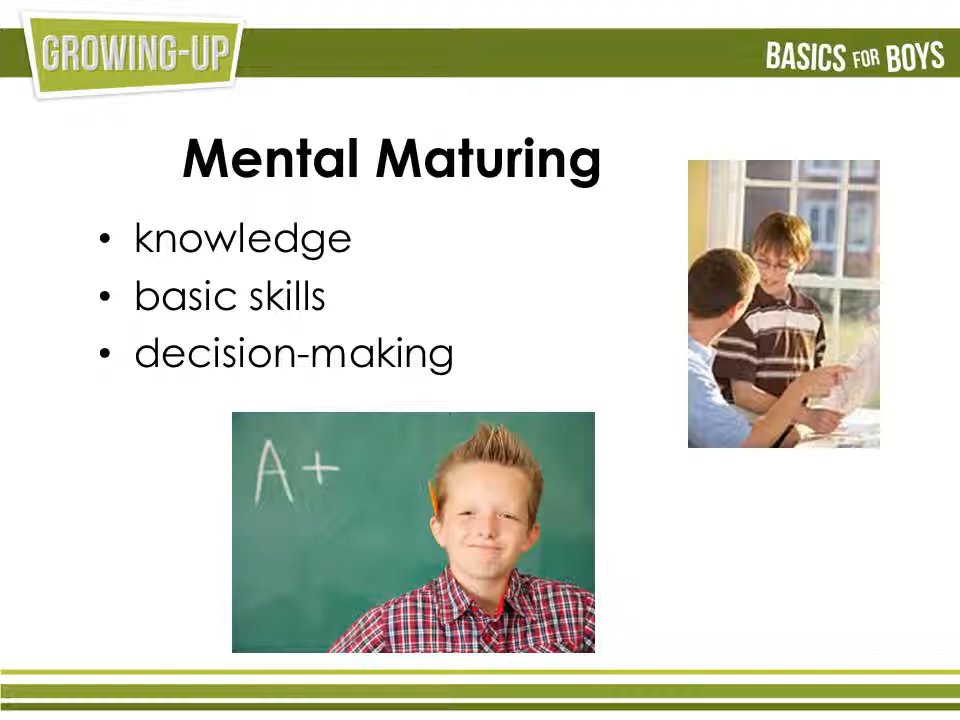 GROWING-UP
BASICS FOR BOYS
Mental Maturing
• knowledge
• basic skills
• decision-making
A+